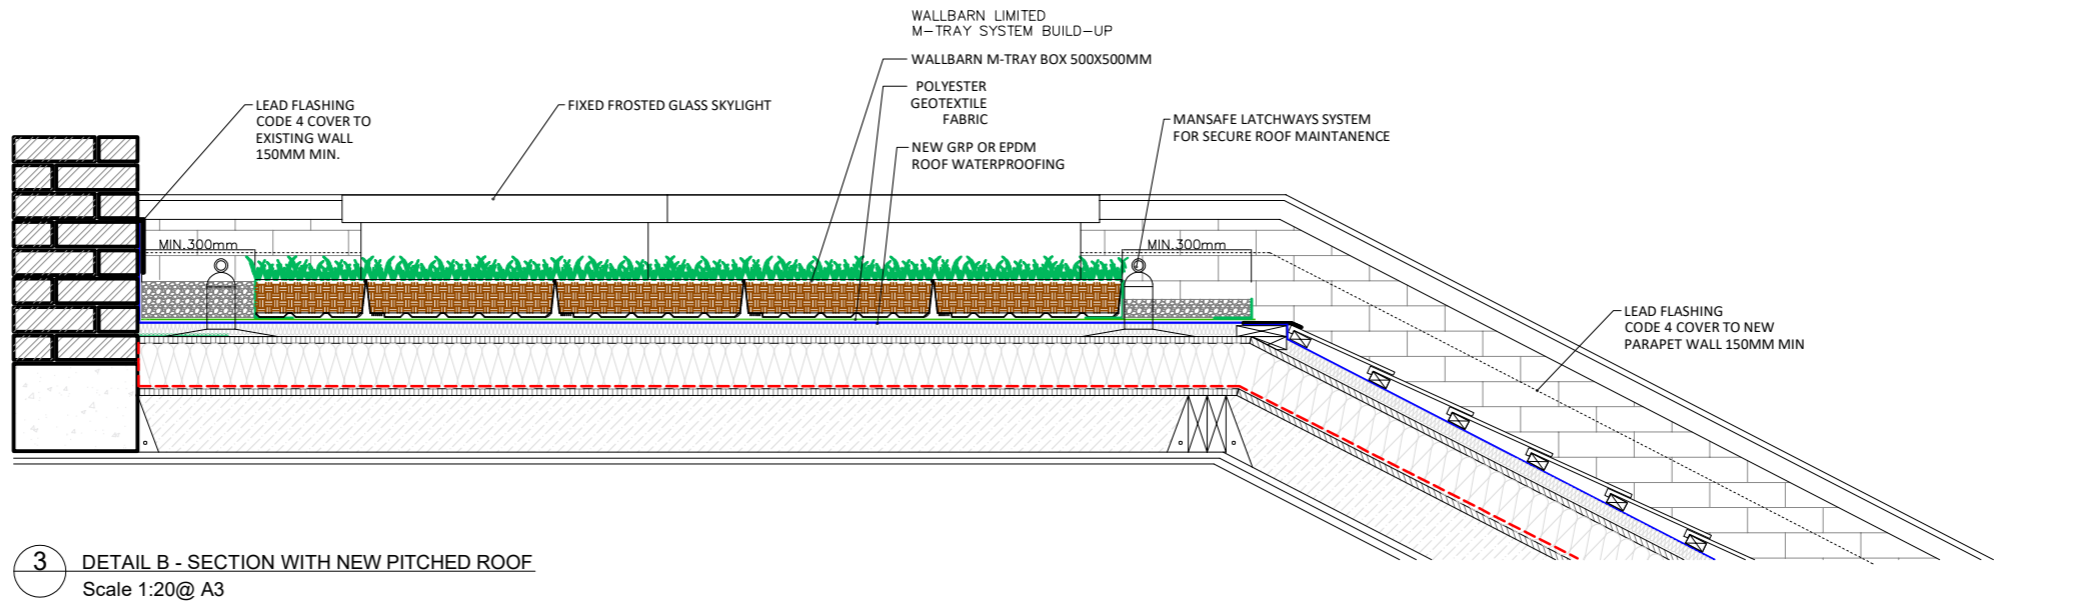 WALLBARN LIMITED
M-TRAY SYSTEM BUILD-UP
WALLBARN M-TRAY BOX 500X500MM
POLYESTER
GEOTEXTILE
FABRIC
NEW GRP OR EPDM
ROOF WATERPROOFING
LEAD FLASHING
CODE 4 COVER TO
EXISTING WALL
150MM MIN.
FIXED FROSTED GLASS SKYLIGHT
MANSAFE LATCHWAYS SYSTEM
FOR SECURE ROOF MAINTANENCE
MIN.300mm
MIN.300mm
LEAD FLASHING
CODE 4 COVER TO NEW
PARAPET WALL 150MM MIN
3
DETAIL B - SECTION WITH NEW PITCHED ROOF
Scale 1:20@ A3